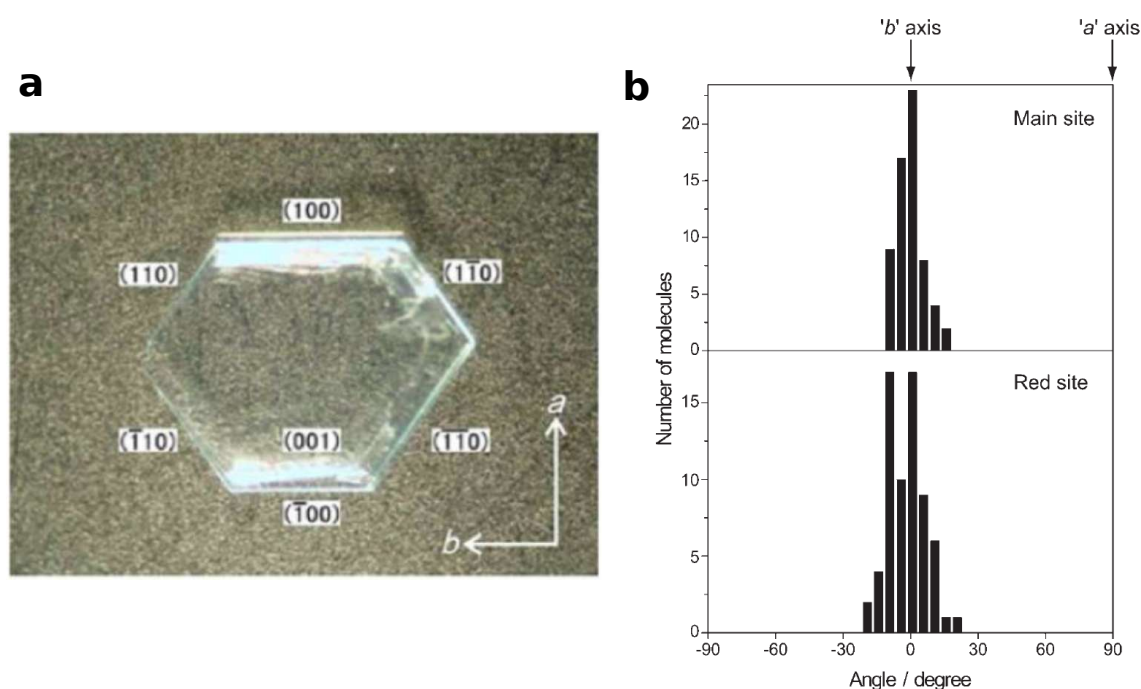 a
(100)
(110)
(11̅0)
(1̅10)
(001)
(1̅1̅0)
(1̅00)
a
b
b
'b' axis
'a' axis
Main site
20
15
10
5
0
Number of molecules
Red site
15
10
5
0
-90
-60
-30
0
30
60
90
Angle / degree